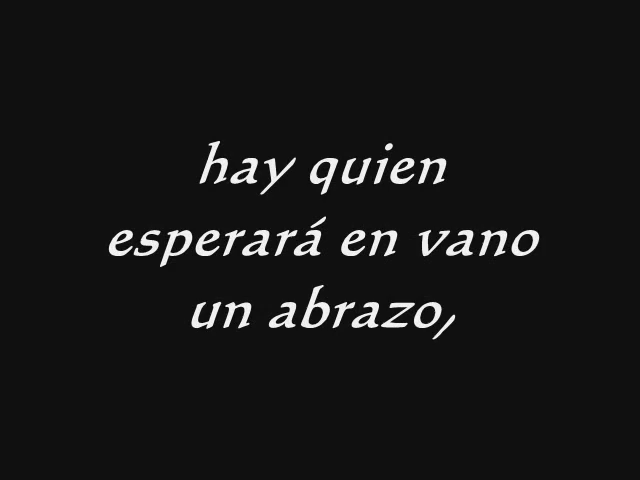 hay quien
esperará en vano
un abrazo,